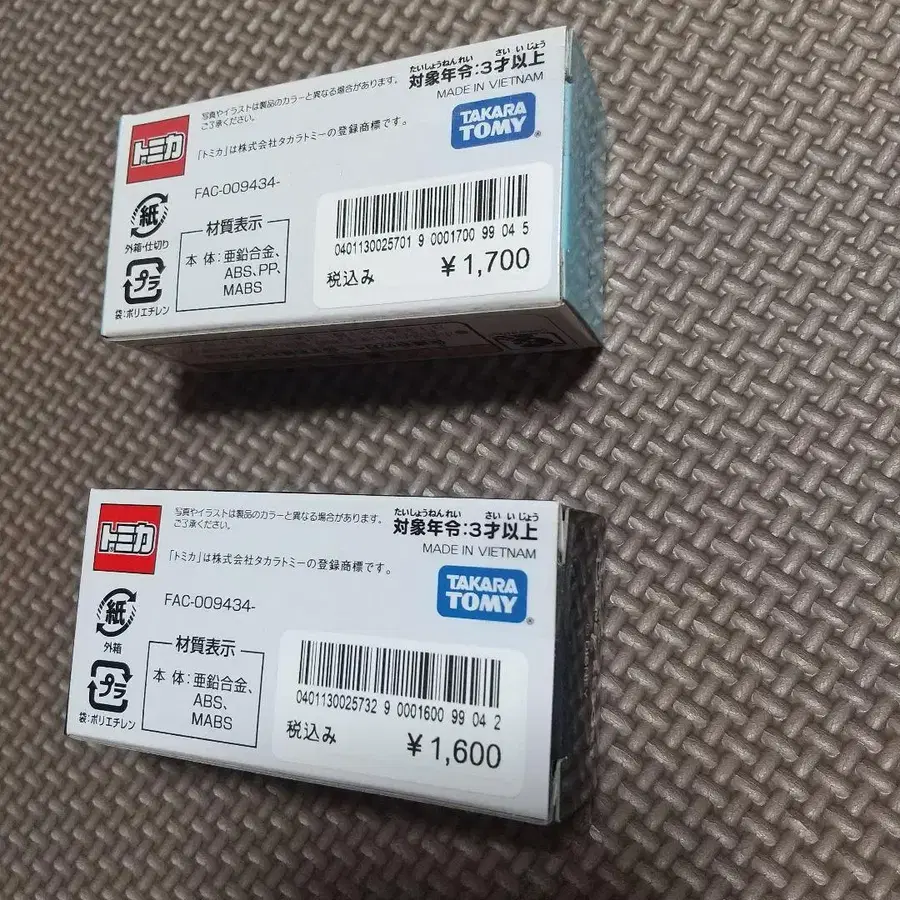 たいしょうねんれい さい いじょう
対象年令:3才以上
MADE IN VIETNAM
写真やイラストは製品のカラーと異なる場合があります。
ご了承ください。
「トミカ」は株式会社タカラトミーの登録商標です。
トミカ
TAKARA
TOMY
FAC-009434-
紙
外箱・仕切り
プラ
袋:ポリエチレン
材質表示
本 体:亜鉛合金、
ABS、PP、
MABS
0401130025701 9 0001700 99 04 5
税込み ¥1,700
たいしょうねんれい さい いじょう
対象年令:3才以上
MADE IN VIETNAM
写真やイラストは製品のカラーと異なる場合があります。
ご了承ください。
「トミカ」は株式会社タカラトミーの登録商標です。
トミカ
TAKARA
TOMY
FAC-009434-
紙
外箱
プラ
袋:ポリエチレン
材質表示
本 体:亜鉛合金、
ABS、
MABS
0401130025732 9 0001600 99 04 2
税込み ¥1,600